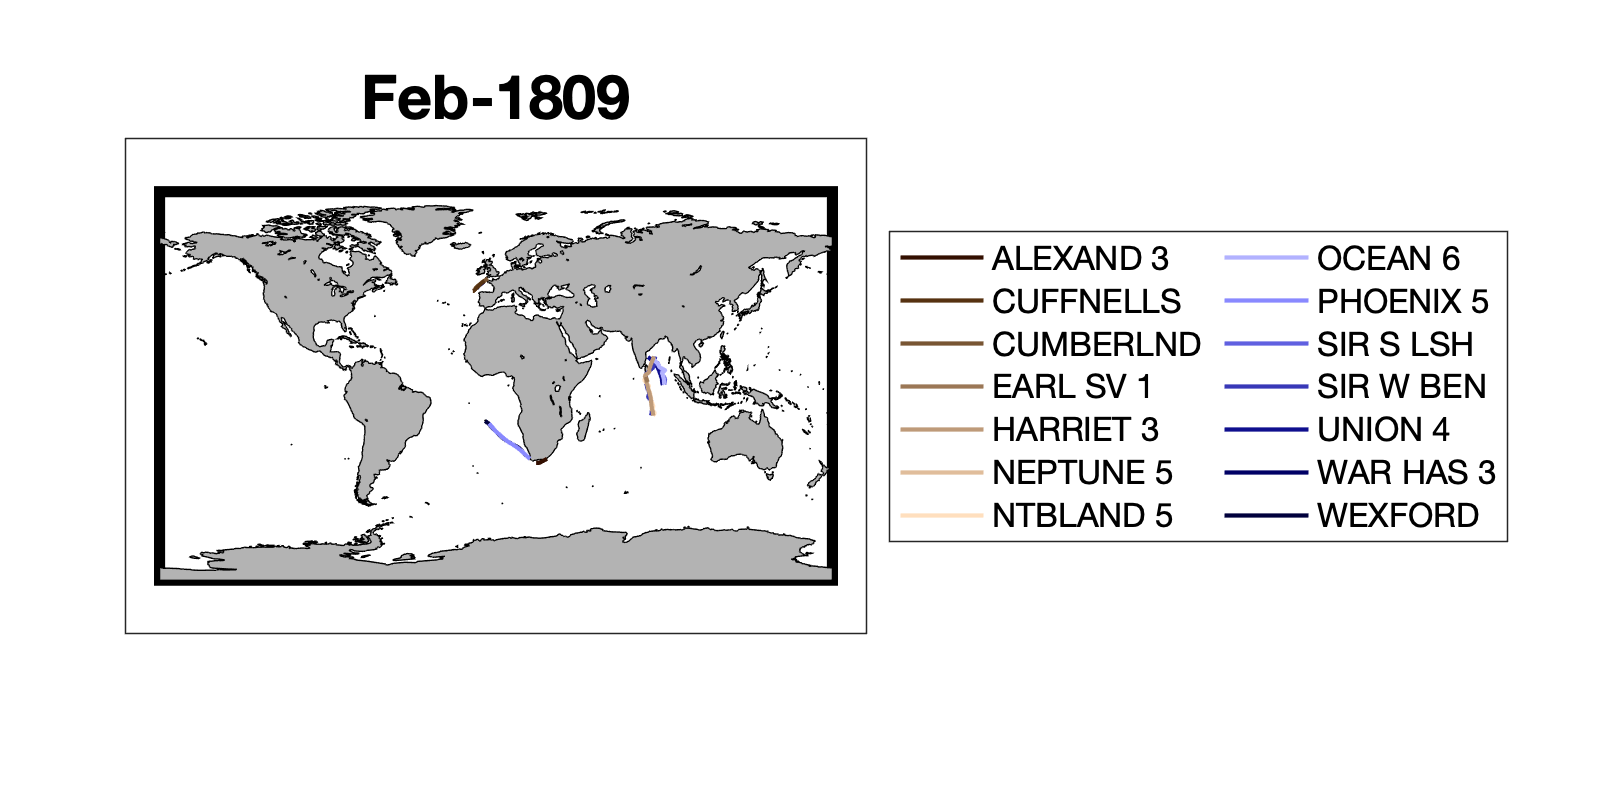 Feb-1809
ALEXAND 3
CUFFNELLS
CUMBERLND
EARL SV 1
HARRIET 3
NEPTUNE 5
NTBLAND 5
OCEAN 6
PHOENIX 5
SIR S LSH
SIR W BEN
UNION 4
WAR HAS 3
WEXFORD